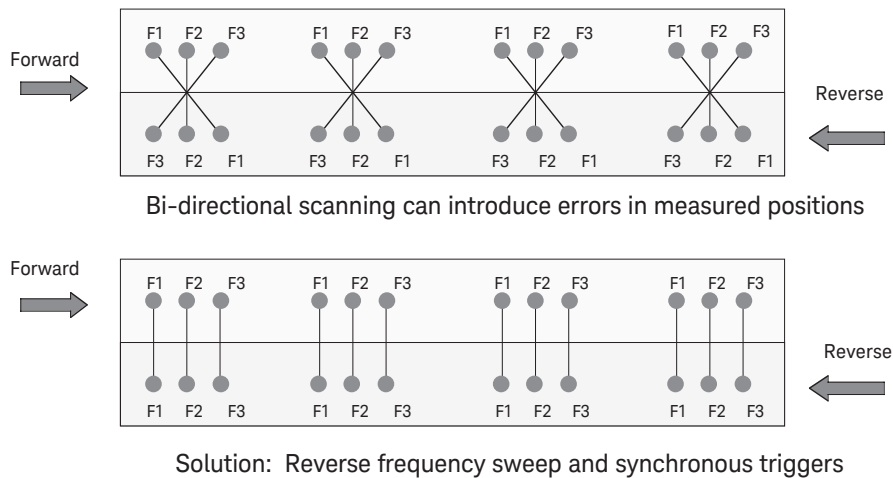 F1 F2 F3 F1 F2 F3 F1 F2 F3 F1 F2 F3
Forward
Reverse
F3 F2 F1 F3 F2 F1 F3 F2 F1 F3 F2 F1
Bi-directional scanning can introduce errors in measured positions
Forward
F1 F2 F3 F1 F2 F3 F1 F2 F3 F1 F2 F3
Reverse
F1 F2 F3 F1 F2 F3 F1 F2 F3 F1 F2 F3
Solution: Reverse frequency sweep and synchronous triggers